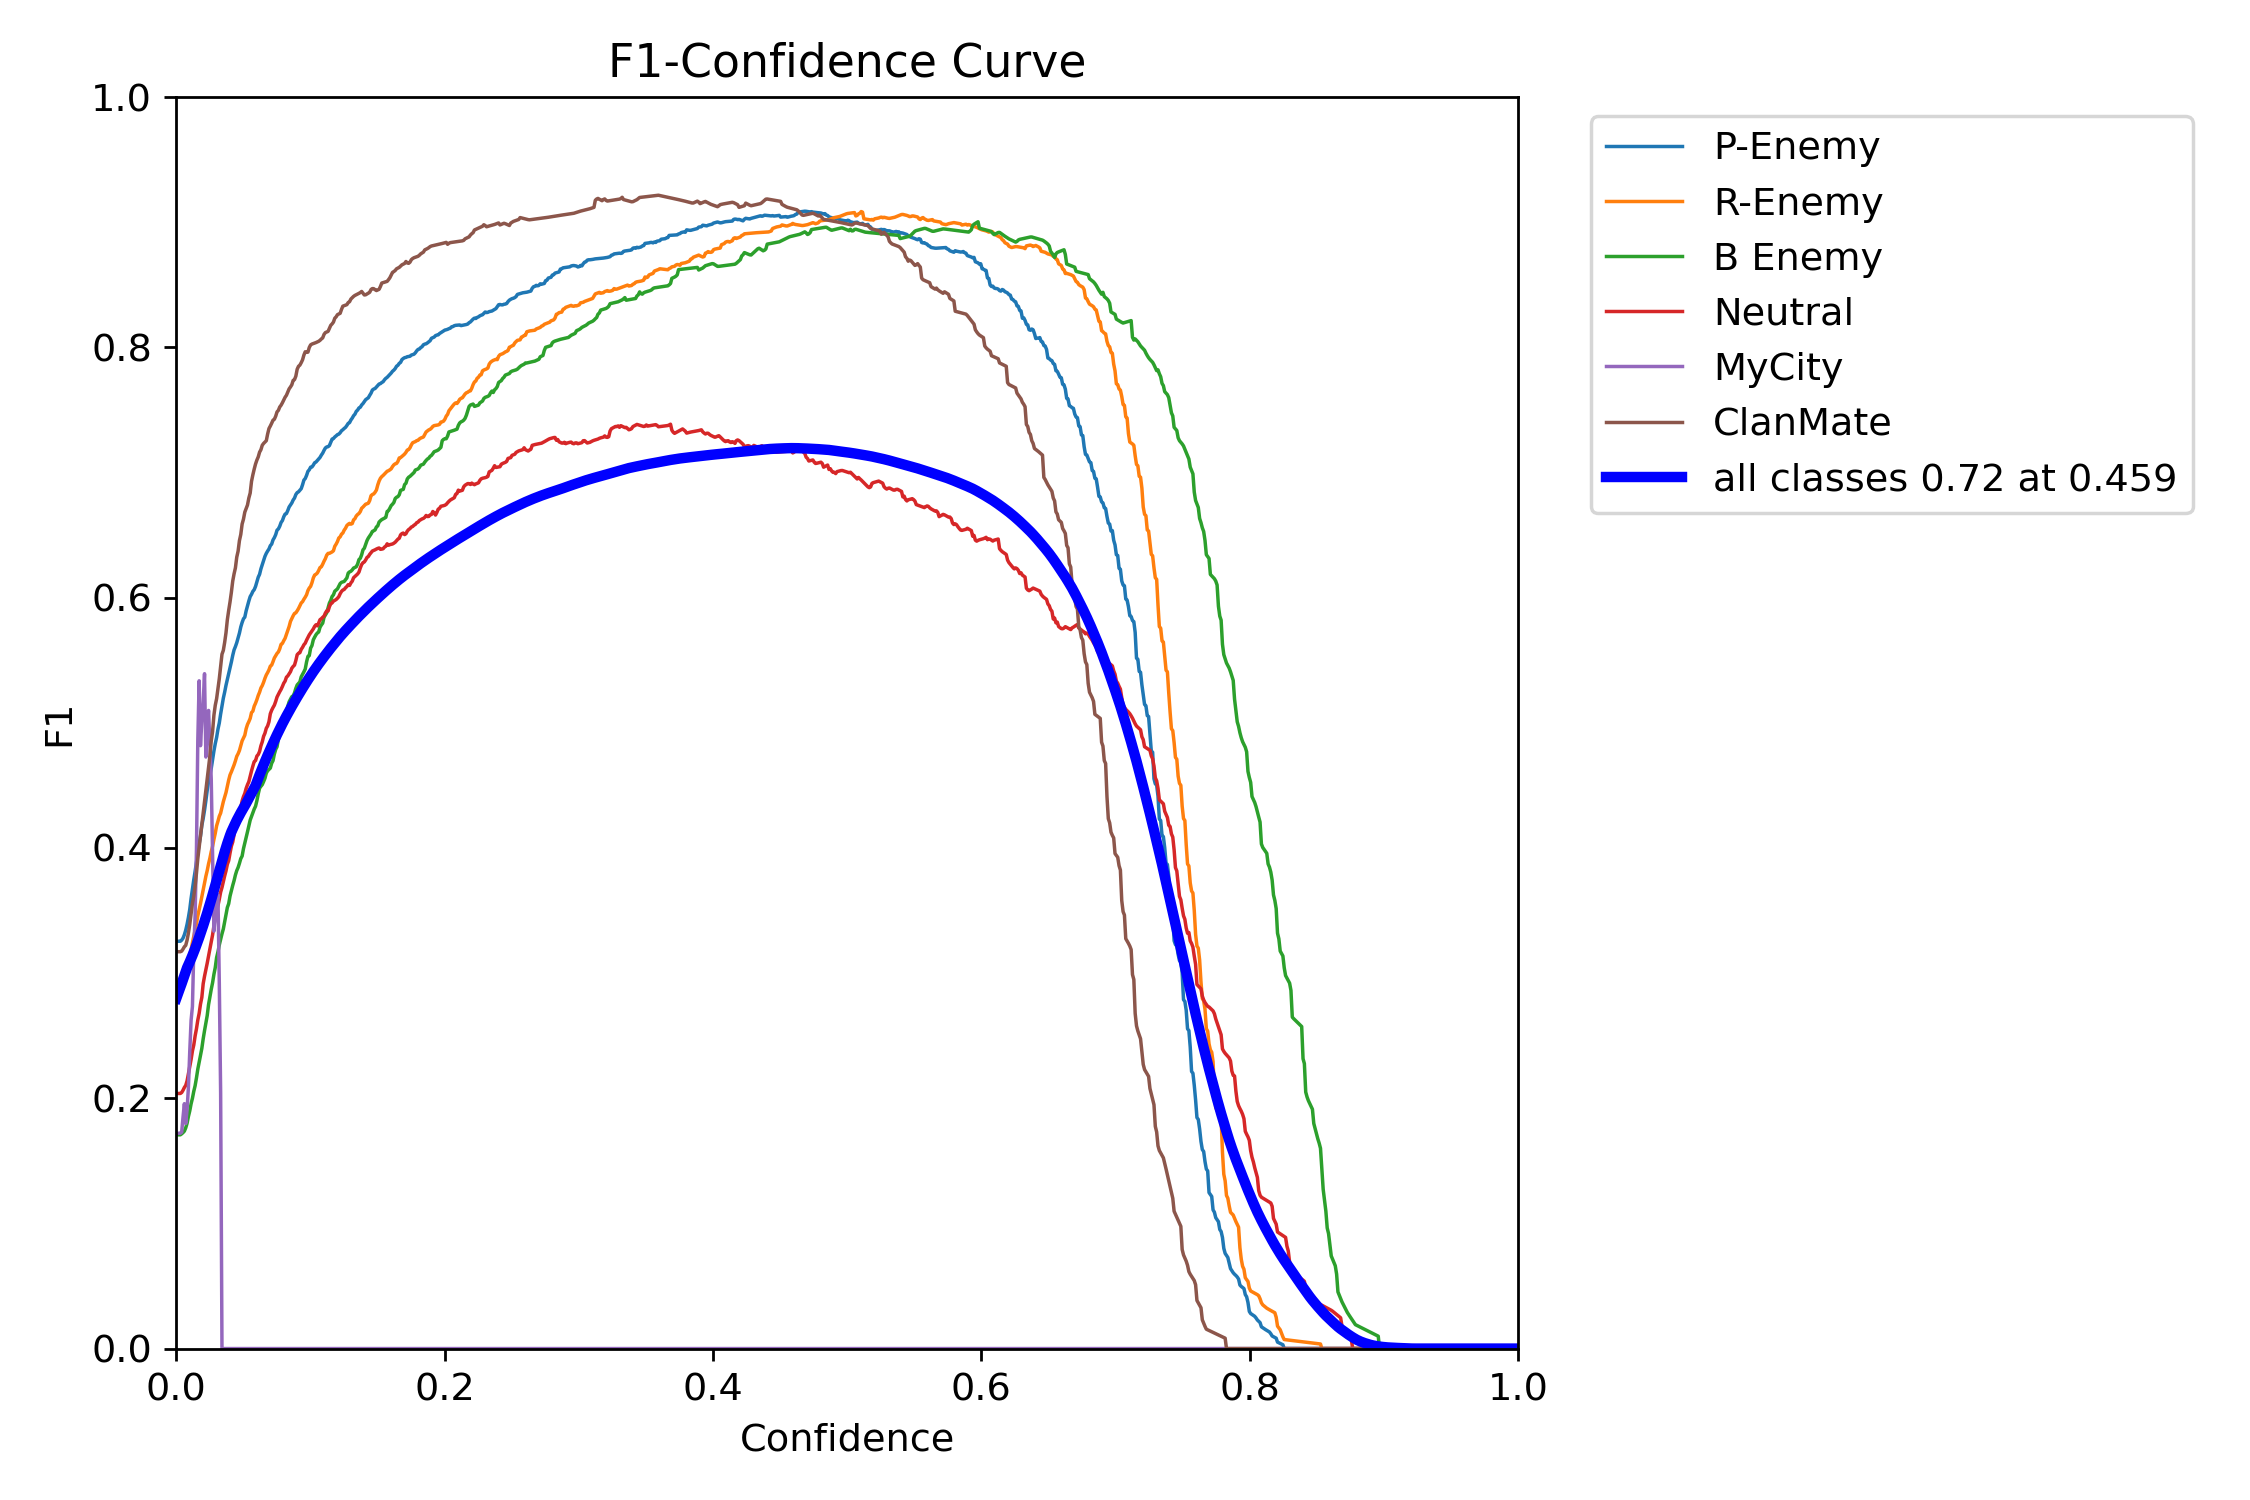 F1-Confidence Curve
1.0
0.8
0.6
0.4
0.2
0.0
F1
0.0 0.2 0.4 0.6 0.8 1.0
Confidence
P-Enemy
R-Enemy
B Enemy
Neutral
MyCity
ClanMate
all classes 0.72 at 0.459